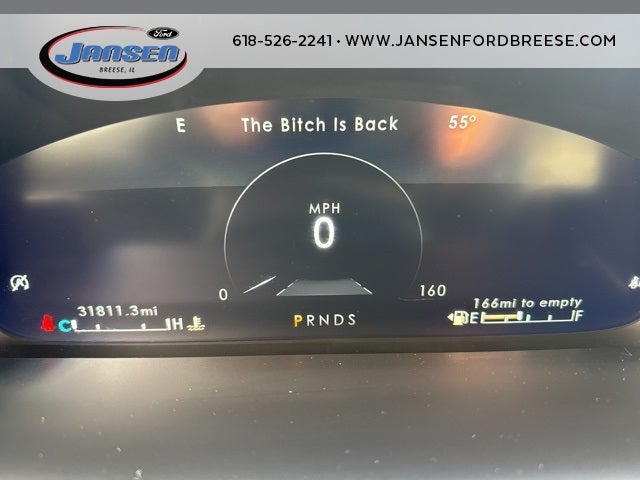 Ford
JANSEN
BREESE, IL
618-526-2241 • WWW.JANSENFORDBREESE.COM
E The Bitch Is Back 55°
MPH
0
0 160
31811.3mi 166mi to empty
C H PRNDS E F